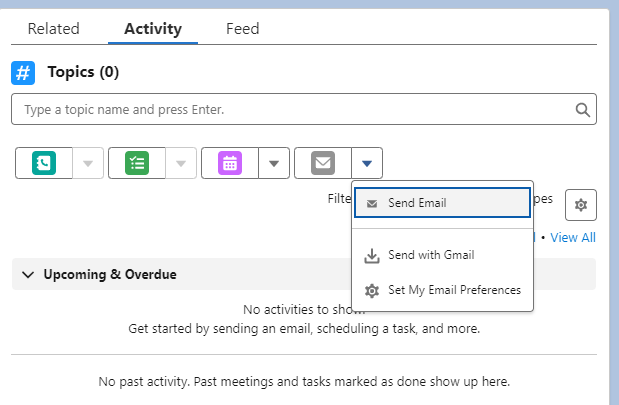 Related Activity Feed
# Topics (0)
Type a topic name and press Enter.
Send Email
View All
Send with Gmail
Upcoming & Overdue
Set My Email Preferences
No activities to show.
Get started by sending an email, scheduling a task, and more.
No past activity. Past meetings and tasks marked as done show up here.